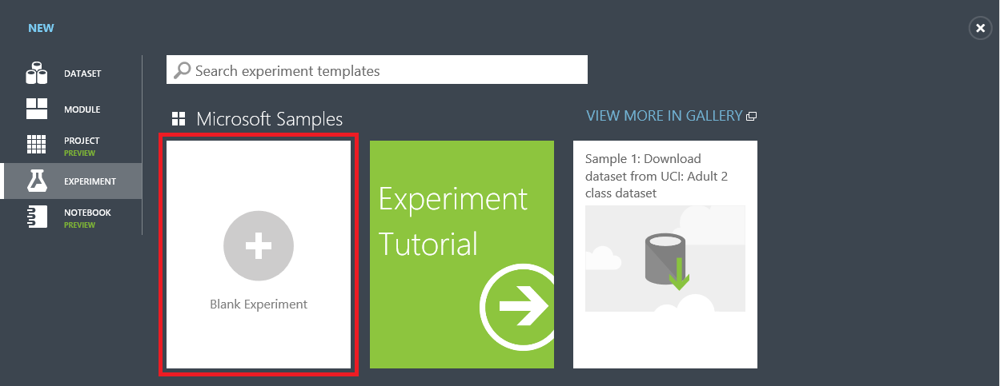 NEW
DATASET
MODULE
PROJECT
PREVIEW
EXPERIMENT
NOTEBOOK
PREVIEW
Search experiment templates
Microsoft Samples
VIEW MORE IN GALLERY
Blank Experiment
Experiment
Tutorial
Sample 1: Download
dataset from UCI: Adult 2
class dataset